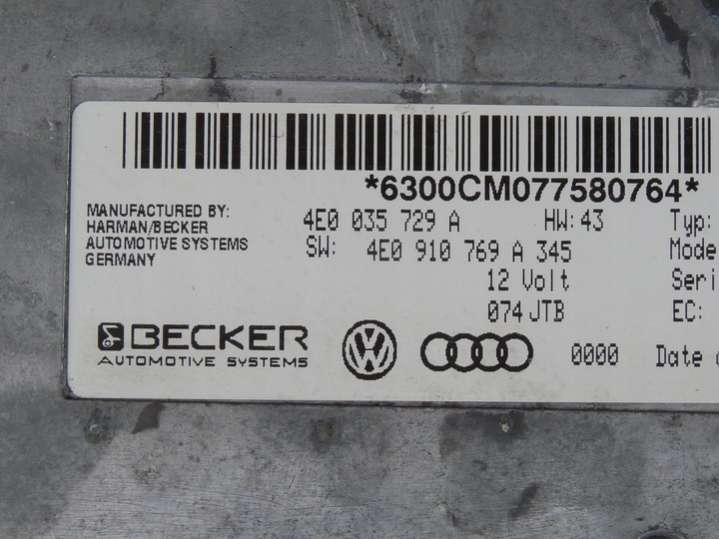 *6300CM077580764*
MANUFACTURED BY:
HARMAN/BECKER
AUTOMOTIVE SYSTEMS
GERMANY
4E0 035 729 A HW:43 Typ:
SW: 4E0 910 769 A 345 Mode
12 Volt Seri
074 JTB EC:
BECKER
AUTOMOTIVE SYSTEMS
0000 Date